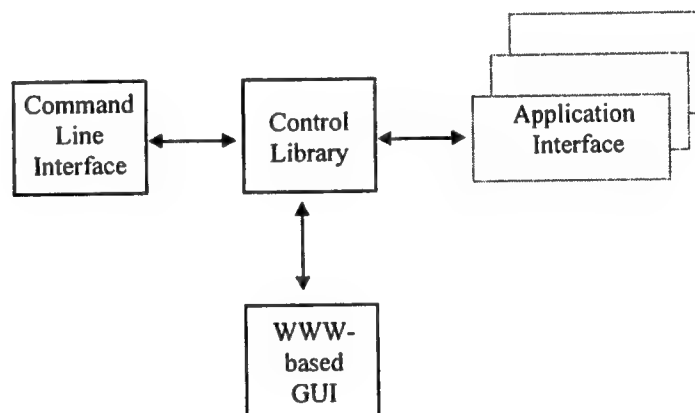 Command
Line
Interface
Control
Library
Application
Interface
WWW-
based
GUI